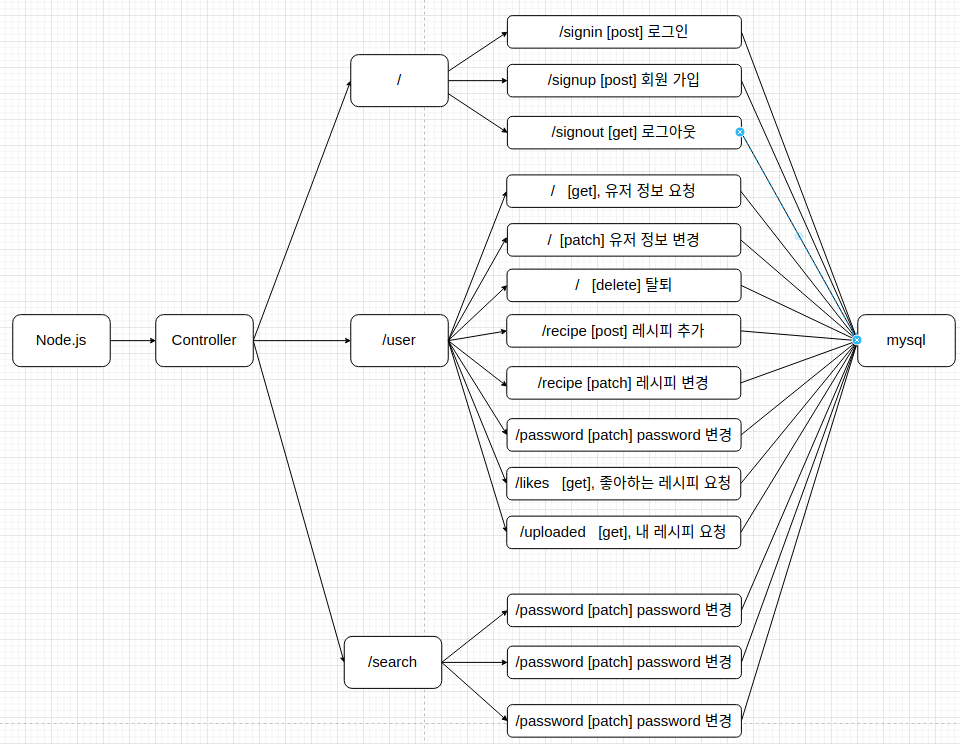 Node.js
Controller
/
/signin [post] 로그인
/signup [post] 회원 가입
/signout [get] 로그아웃
/user
/ [get], 유저 정보 요청
/ [patch] 유저 정보 변경
/ [delete] 탈퇴
/recipe [post] 레시피 추가
/recipe [patch] 레시피 변경
/password [patch] password 변경
/likes [get], 좋아하는 레시피 요청
/uploaded [get], 내 레시피 요청
/search
/password [patch] password 변경
/password [patch] password 변경
/password [patch] password 변경
mysql